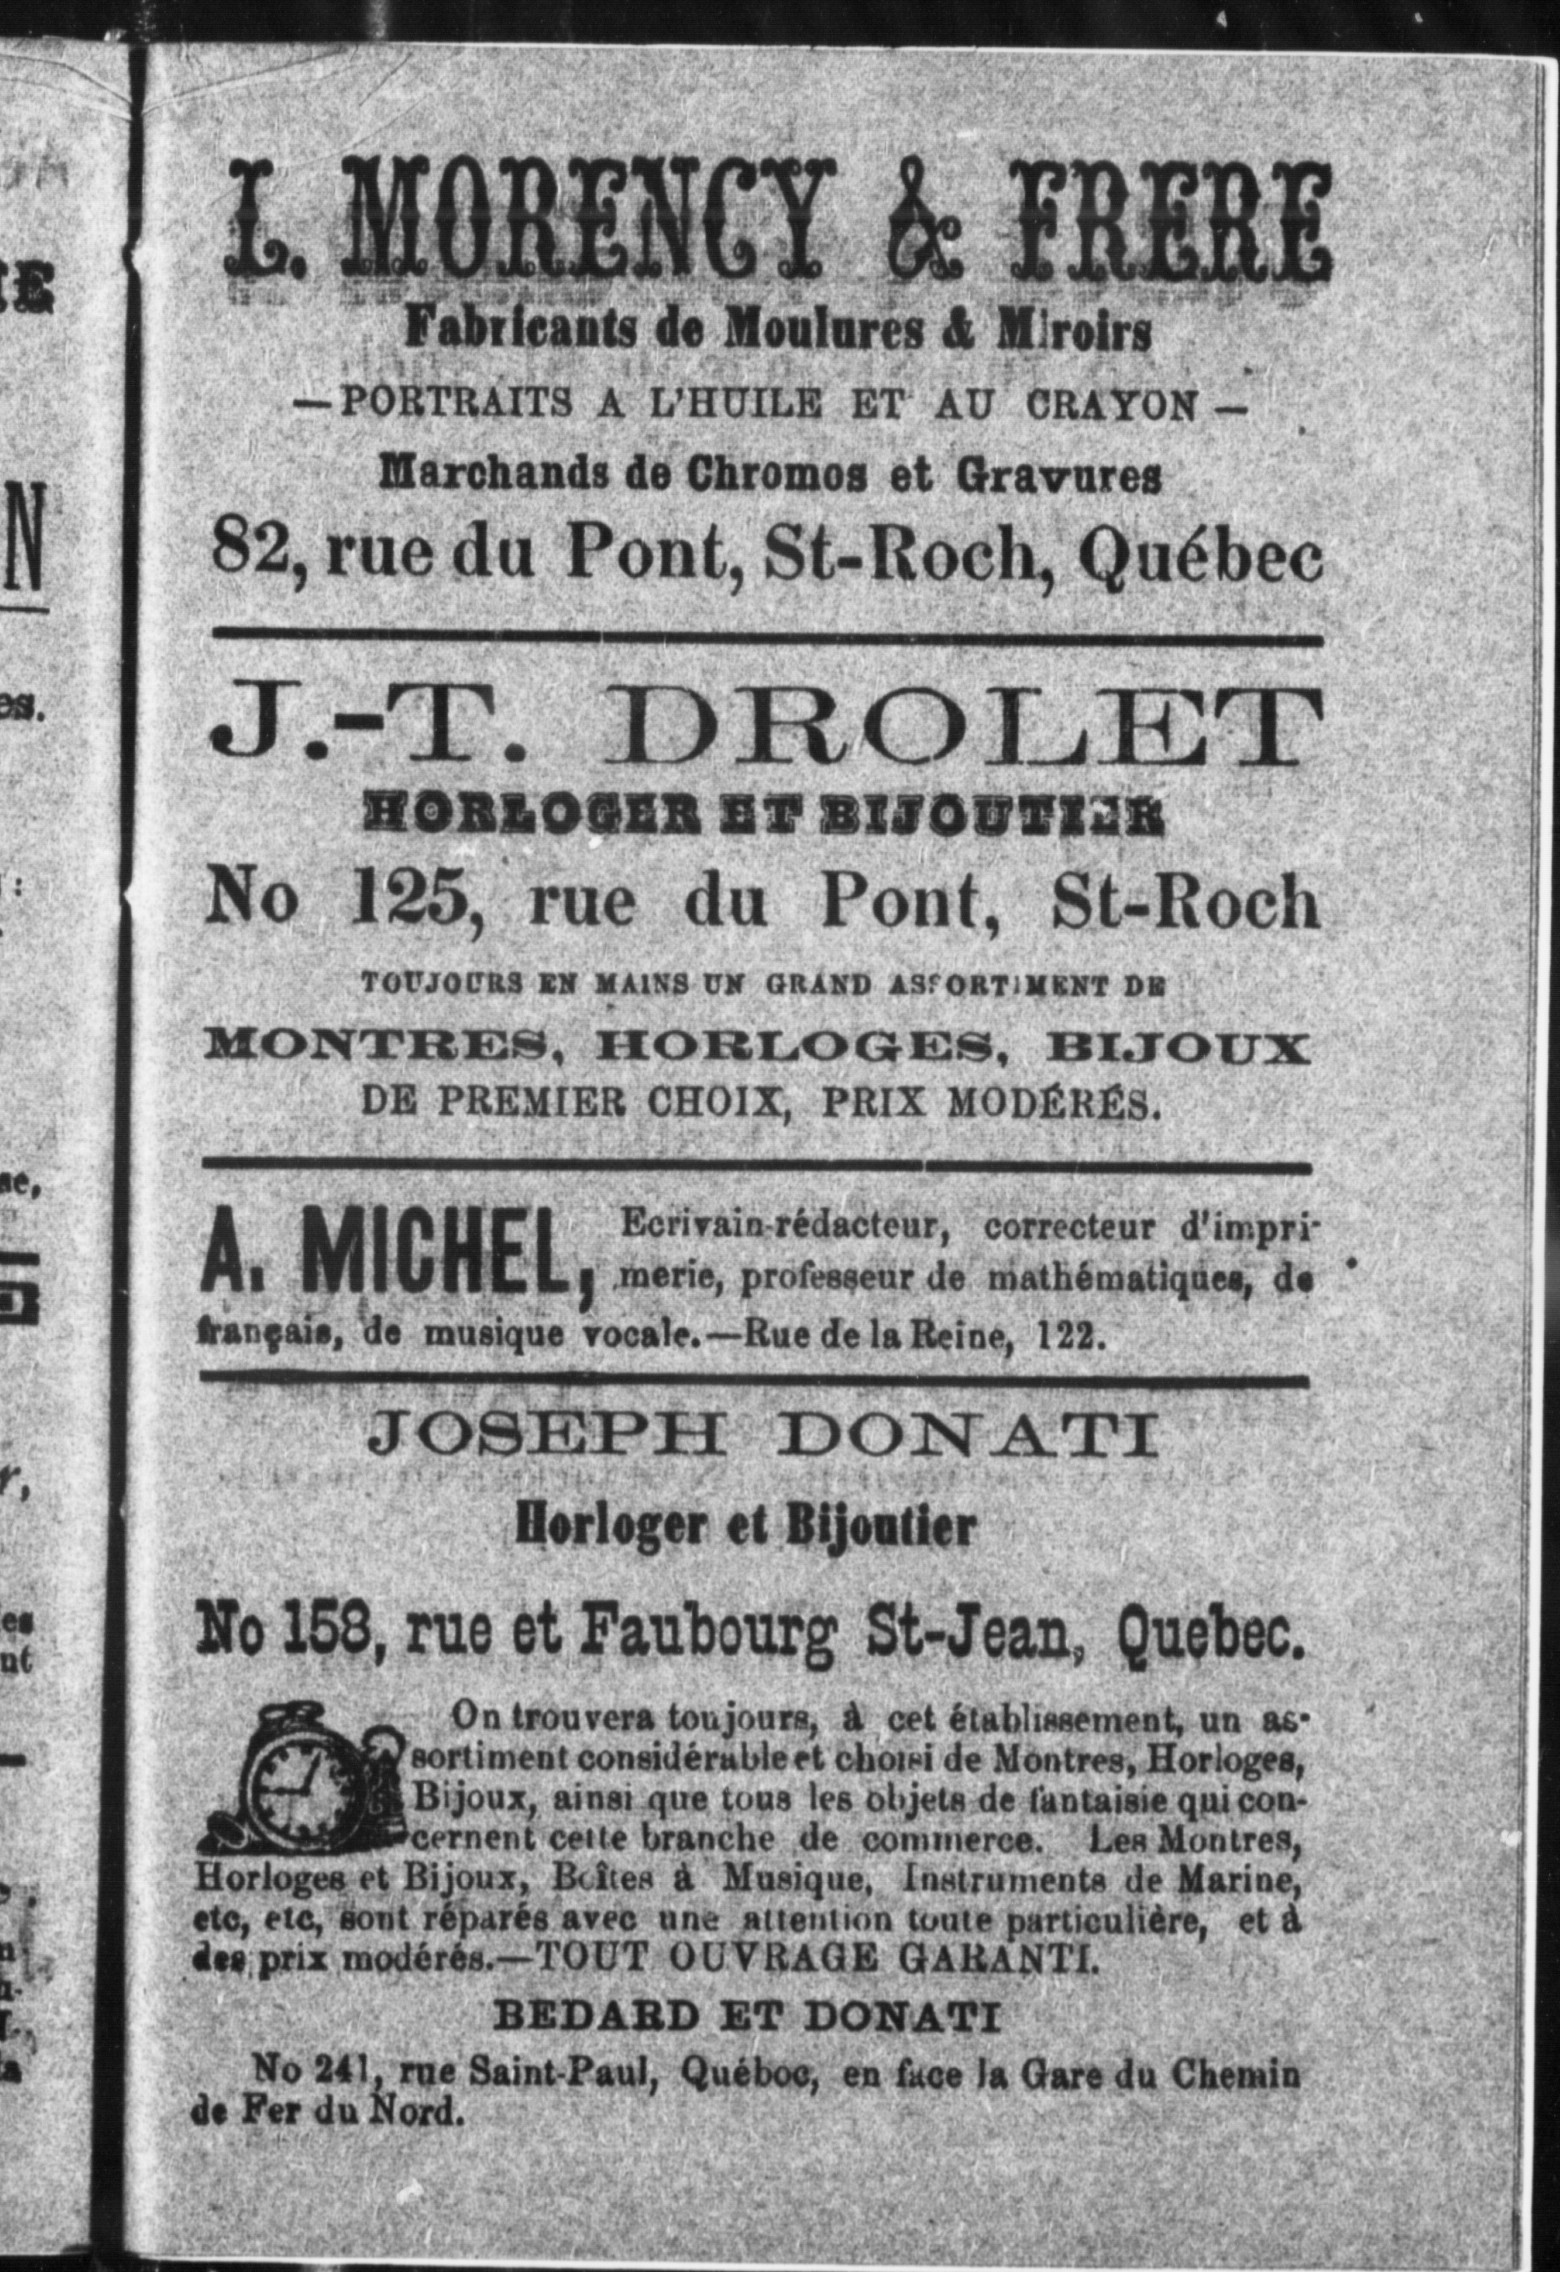 L. MORENCY & FRERE
Fabricants de Moulures & Miroirs
—PORTRAITS A L'HUILE ET AU CRAYON—
Marchands de Chromos et Gravures
82, rue du Pont, St-Roch, Québec
J.-T. DROLET
HORLOGER ET BIJOUTIER
No 125, rue du Pont, St-Roch
TOUJOURS EN MAINS UN GRAND ASSORTIMENT DE
MONTRES, HORLOGES, BIJOUX
DE PREMIER CHOIX, PRIX MODÉRÉS.
A. MICHEL, Ecrivain-rédacteur, correcteur d'impri-
merie, professeur de mathématiques, de
français, de musique vocale.—Rue de la Reine, 122.
JOSEPH DONATI
Horloger et Bijoutier
No 158, rue et Faubourg St-Jean, Quebec.
On trouvera toujours, à cet établissement, un as-
sortiment considérable et choisi de Montres, Horloges,
Bijoux, ainsi que tous les objets de fantaisie qui con-
cernent cette branche de commerce. Les Montres,
Horloges et Bijoux, Boîtes à Musique, Instruments de Marine,
etc, etc, sont réparés avec une attention toute particulière, et à
des prix modérés.—TOUT OUVRAGE GARANTI.
BEDARD ET DONATI
No 241, rue Saint-Paul, Québoc, en face la Gare du Chemin
de Fer du Nord.